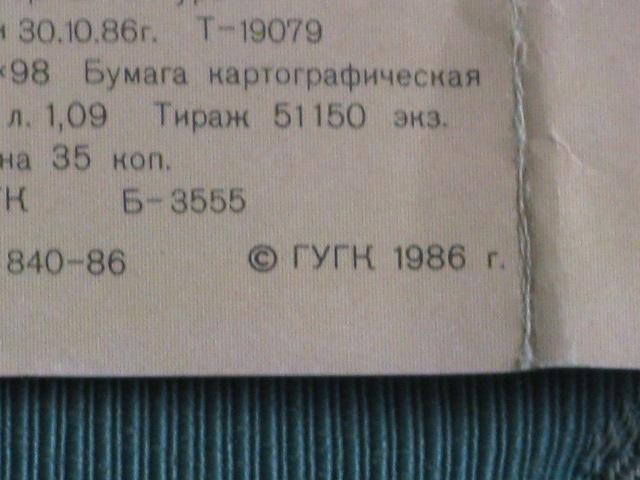 30.10.86г. Т-19079
×98 Бумага картографическая
л. 1,09 Тираж 51150 экз.
на 35 коп.
ГК Б-3555
840-86 © ГУГК 1986 г.